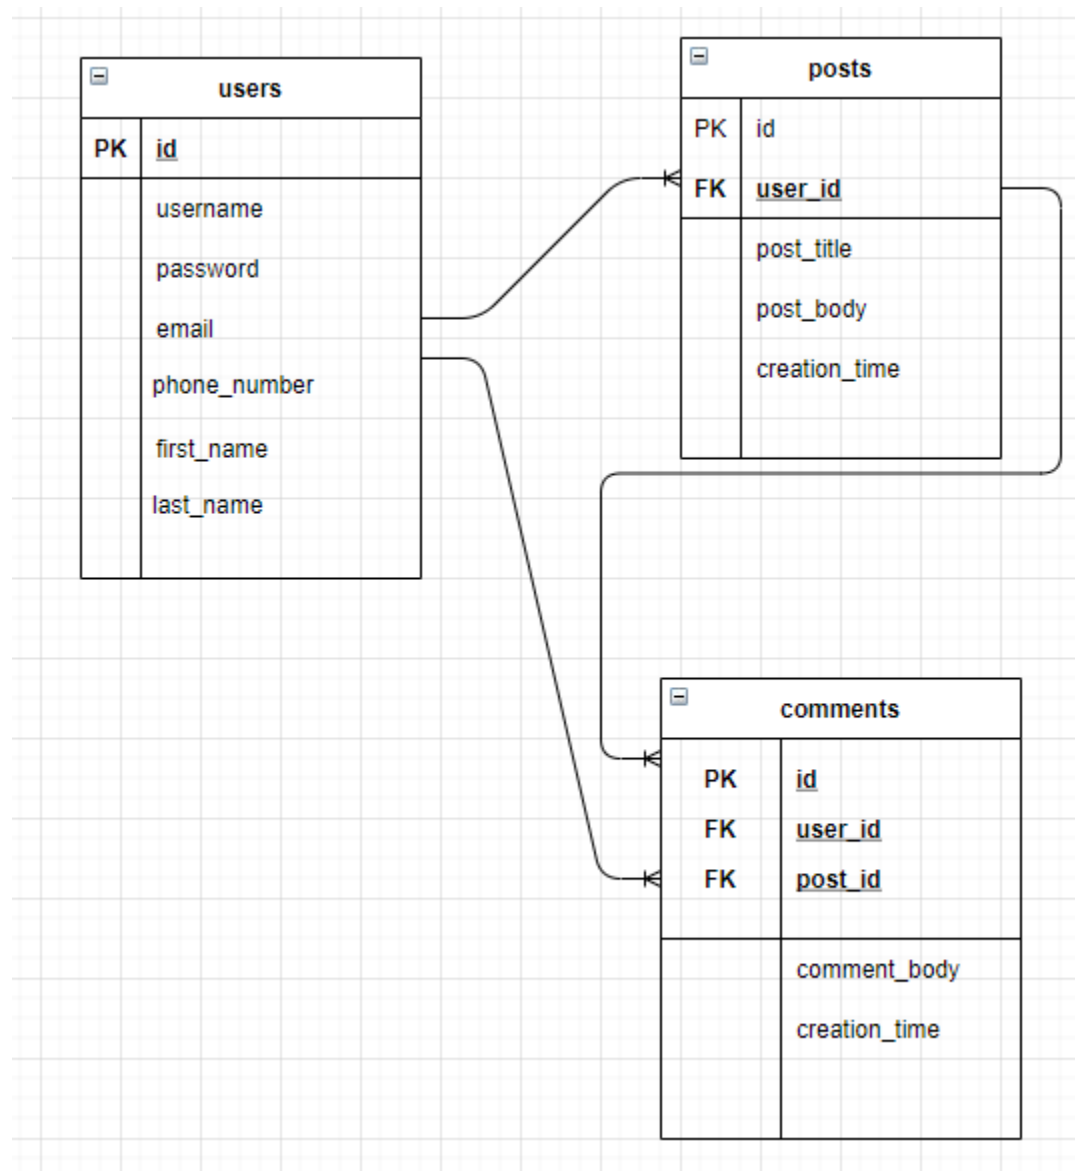 users
PK id
username
password
email
phone_number
first_name
last_name
posts
PK id
FK user_id
post_title
post_body
creation_time
comments
PK id
FK user_id
FK post_id
comment_body
creation_time